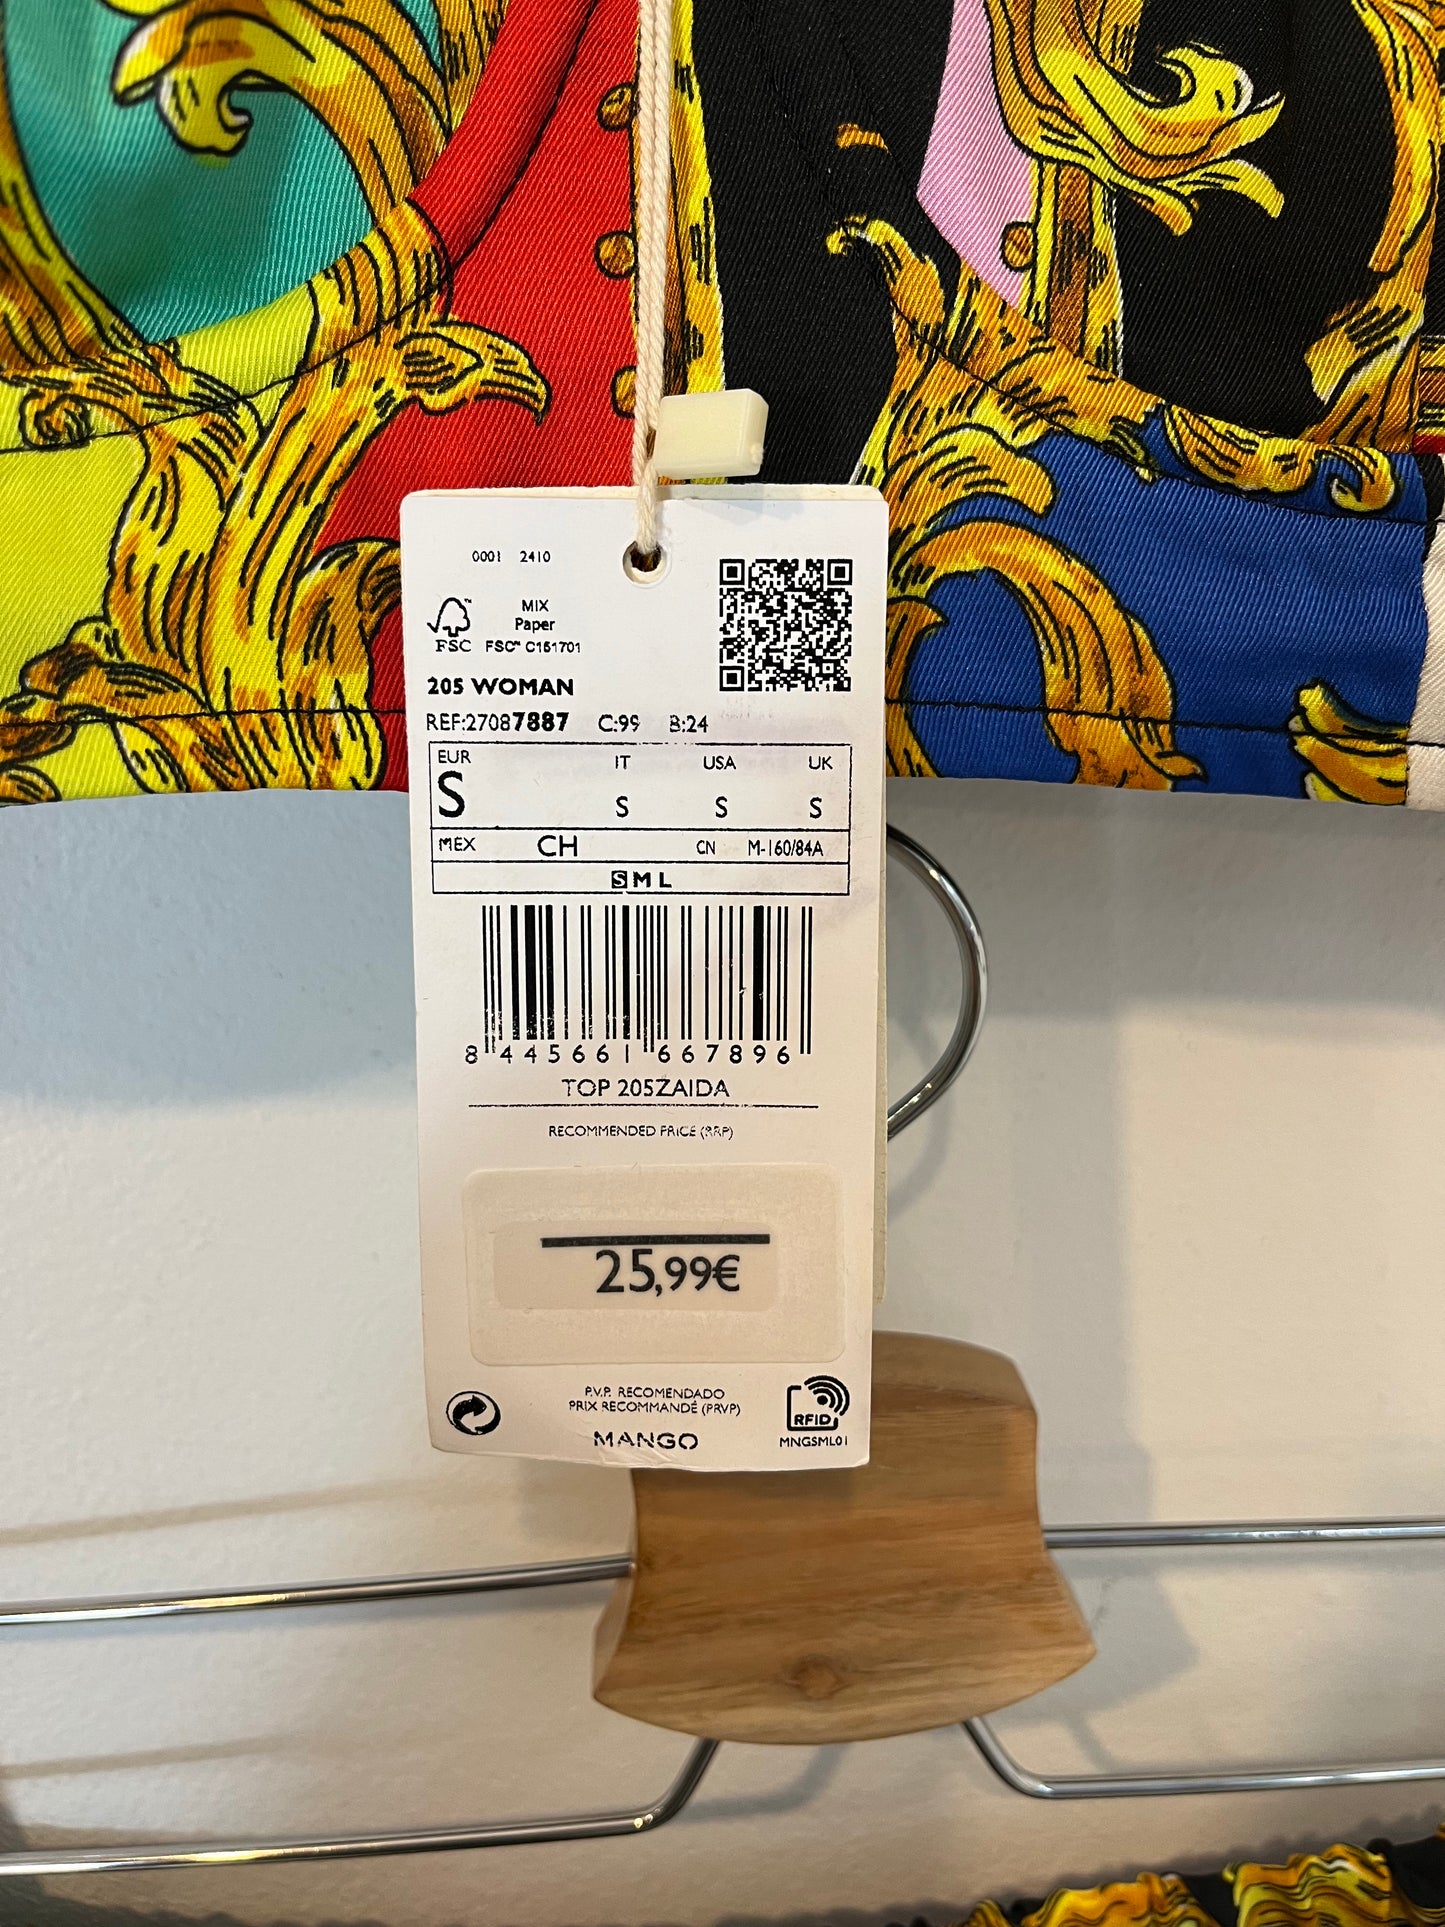 0001 2410
MIX
Paper
FSC FSC™ C151701
205 WOMAN
REF:27087887 C:99 B:24
EUR IT USA UK
S S S S
MEX CH CN M-160/84A
S M L
8 445661 667896
TOP 205ZAIDA
RECOMMENDED PRICE (RRP)
25,99€
P.V.P. RECOMENDADO
PRIX RECOMMANDÉ (PRVP)
MANGO
RFID
MNGSML01